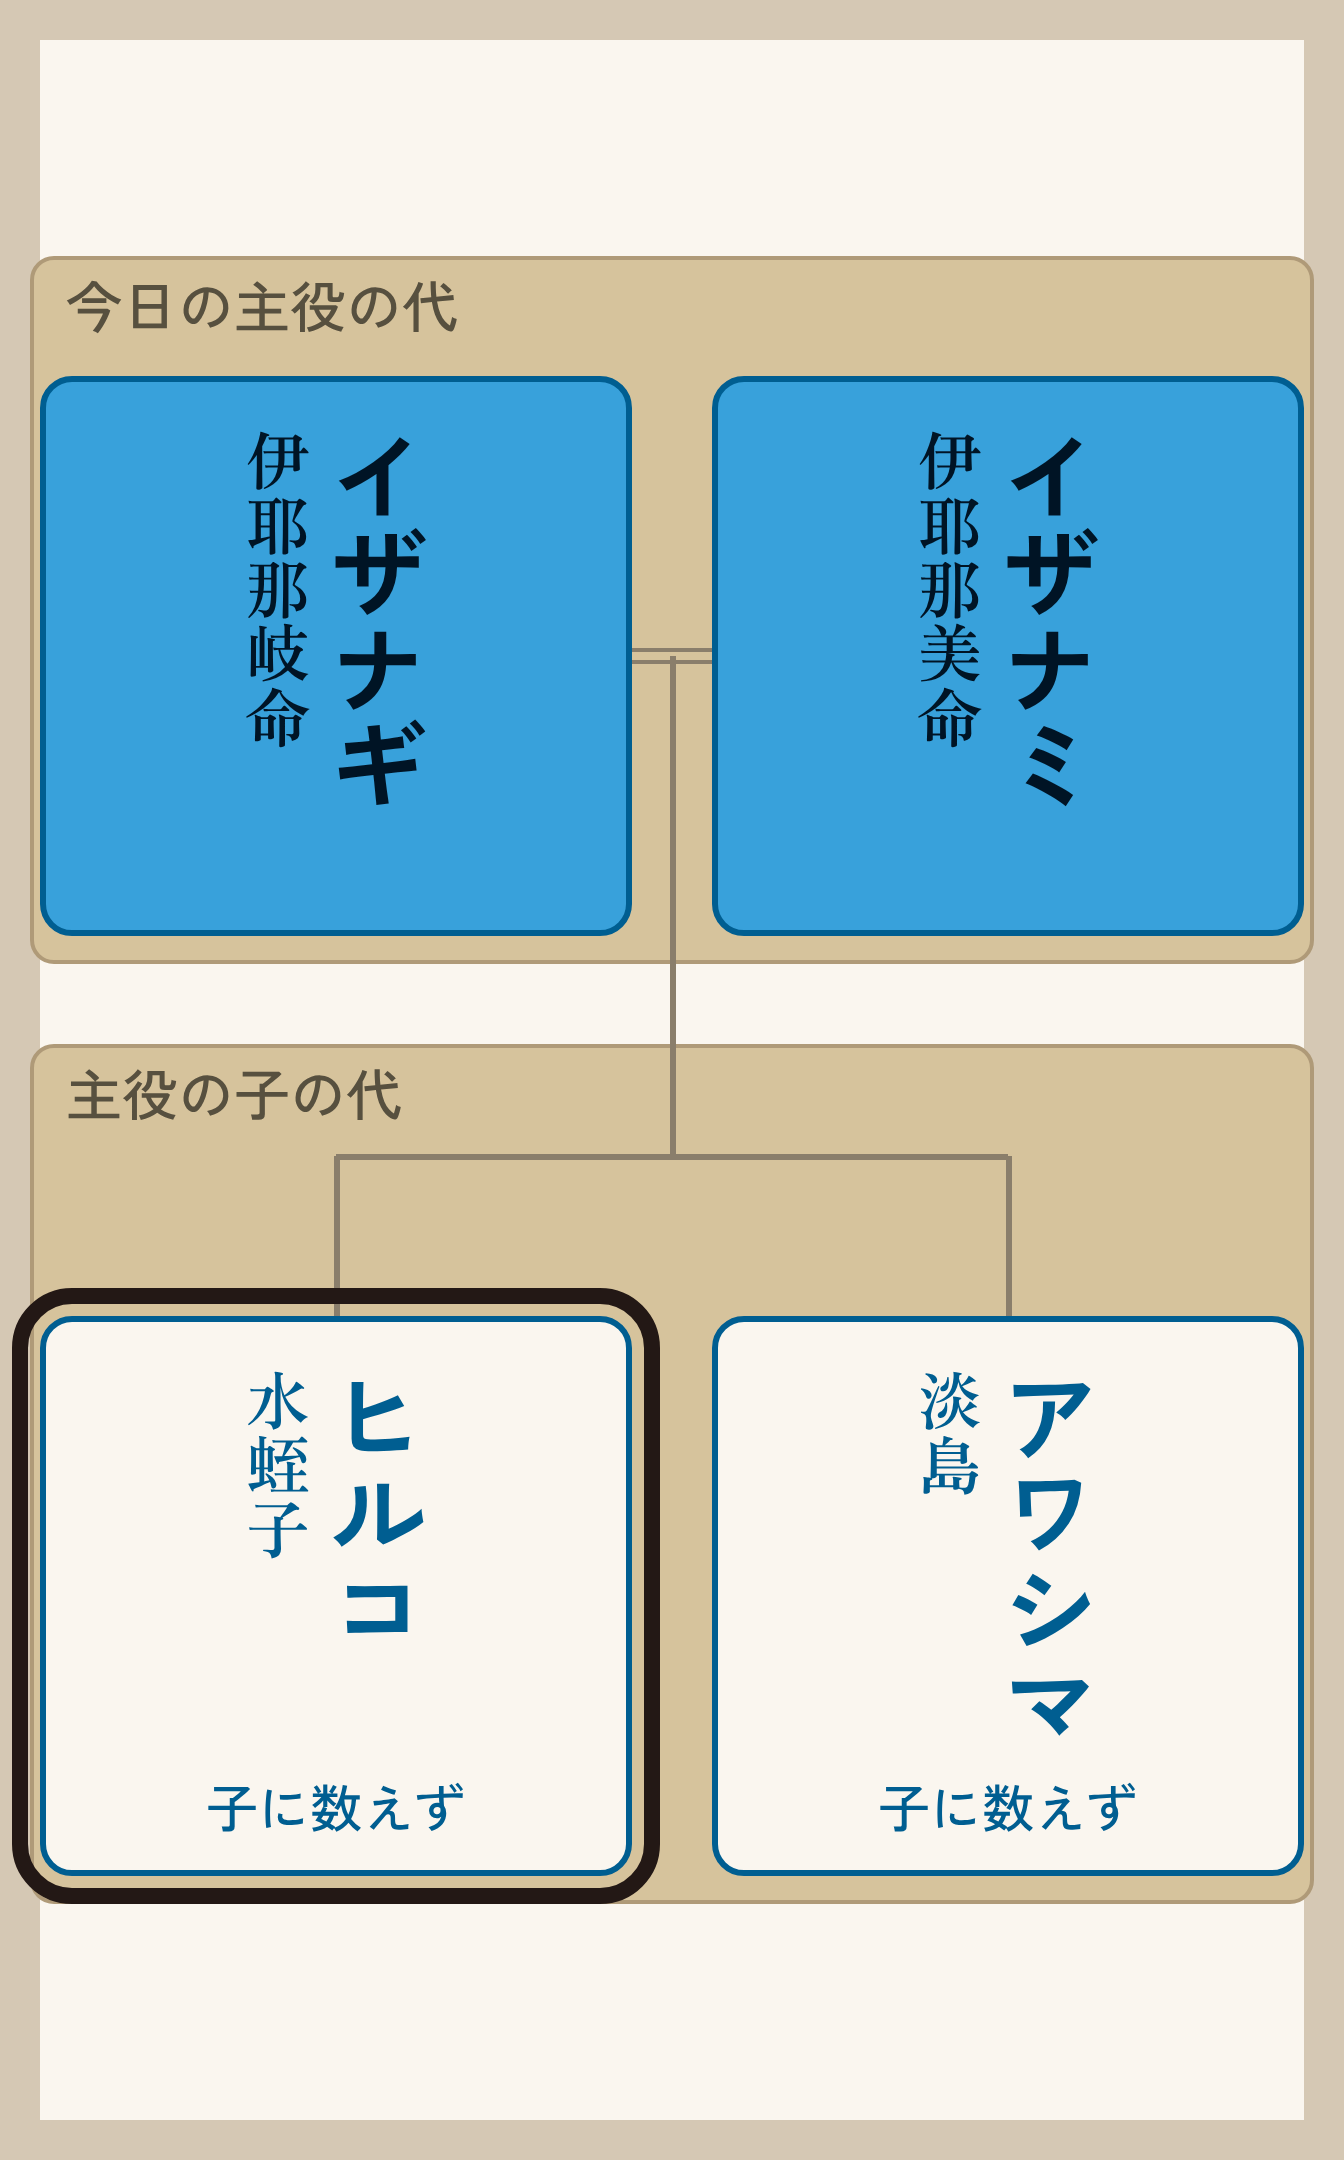 今日の主役の代
イザナギ
伊耶那岐命
イザナミ
伊耶那美命
主役の子の代
ヒルコ
水蛭子
子に数えず
アワシマ
淡島
子に数えず